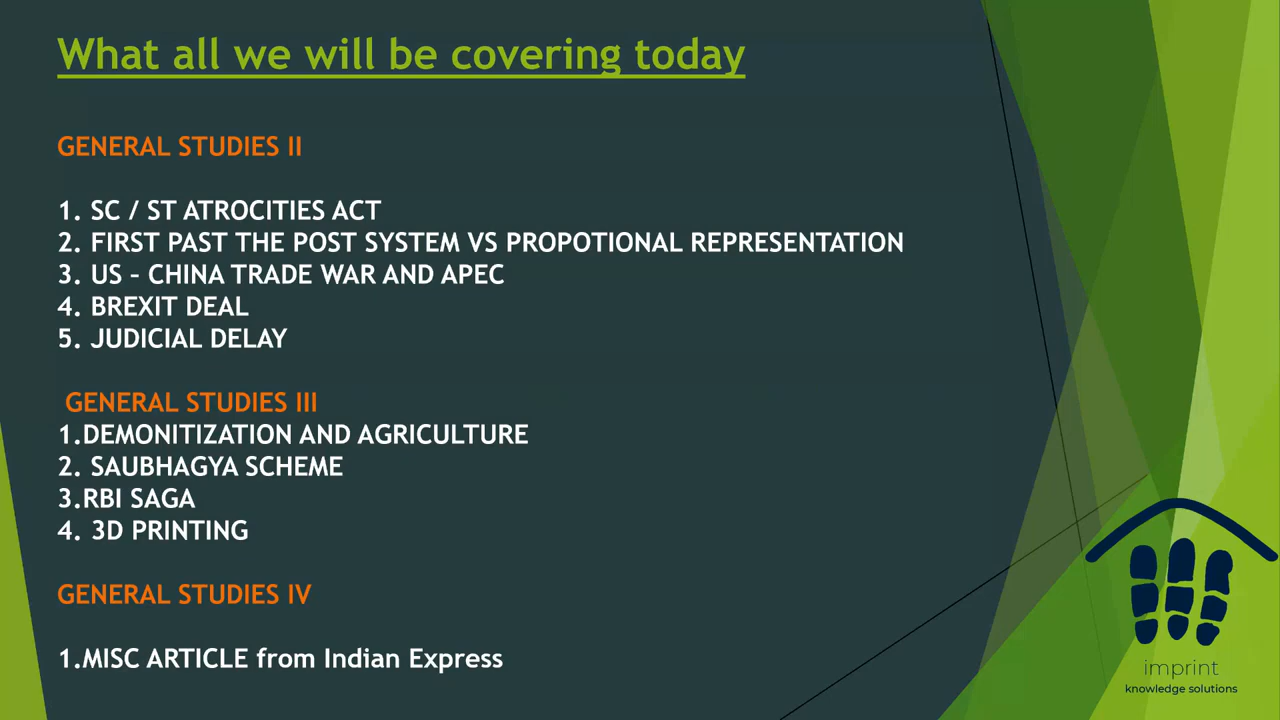 What all we will be covering today
GENERAL STUDIES II
1. SC / ST ATROCITIES ACT
2. FIRST PAST THE POST SYSTEM VS PROPOTIONAL REPRESENTATION
3. US – CHINA TRADE WAR AND APEC
4. BREXIT DEAL
5. JUDICIAL DELAY
GENERAL STUDIES III
1.DEMONITIZATION AND AGRICULTURE
2. SAUBHAGYA SCHEME
3.RBI SAGA
4. 3D PRINTING
GENERAL STUDIES IV
1.MISC ARTICLE from Indian Express
imprint
knowledge solutions